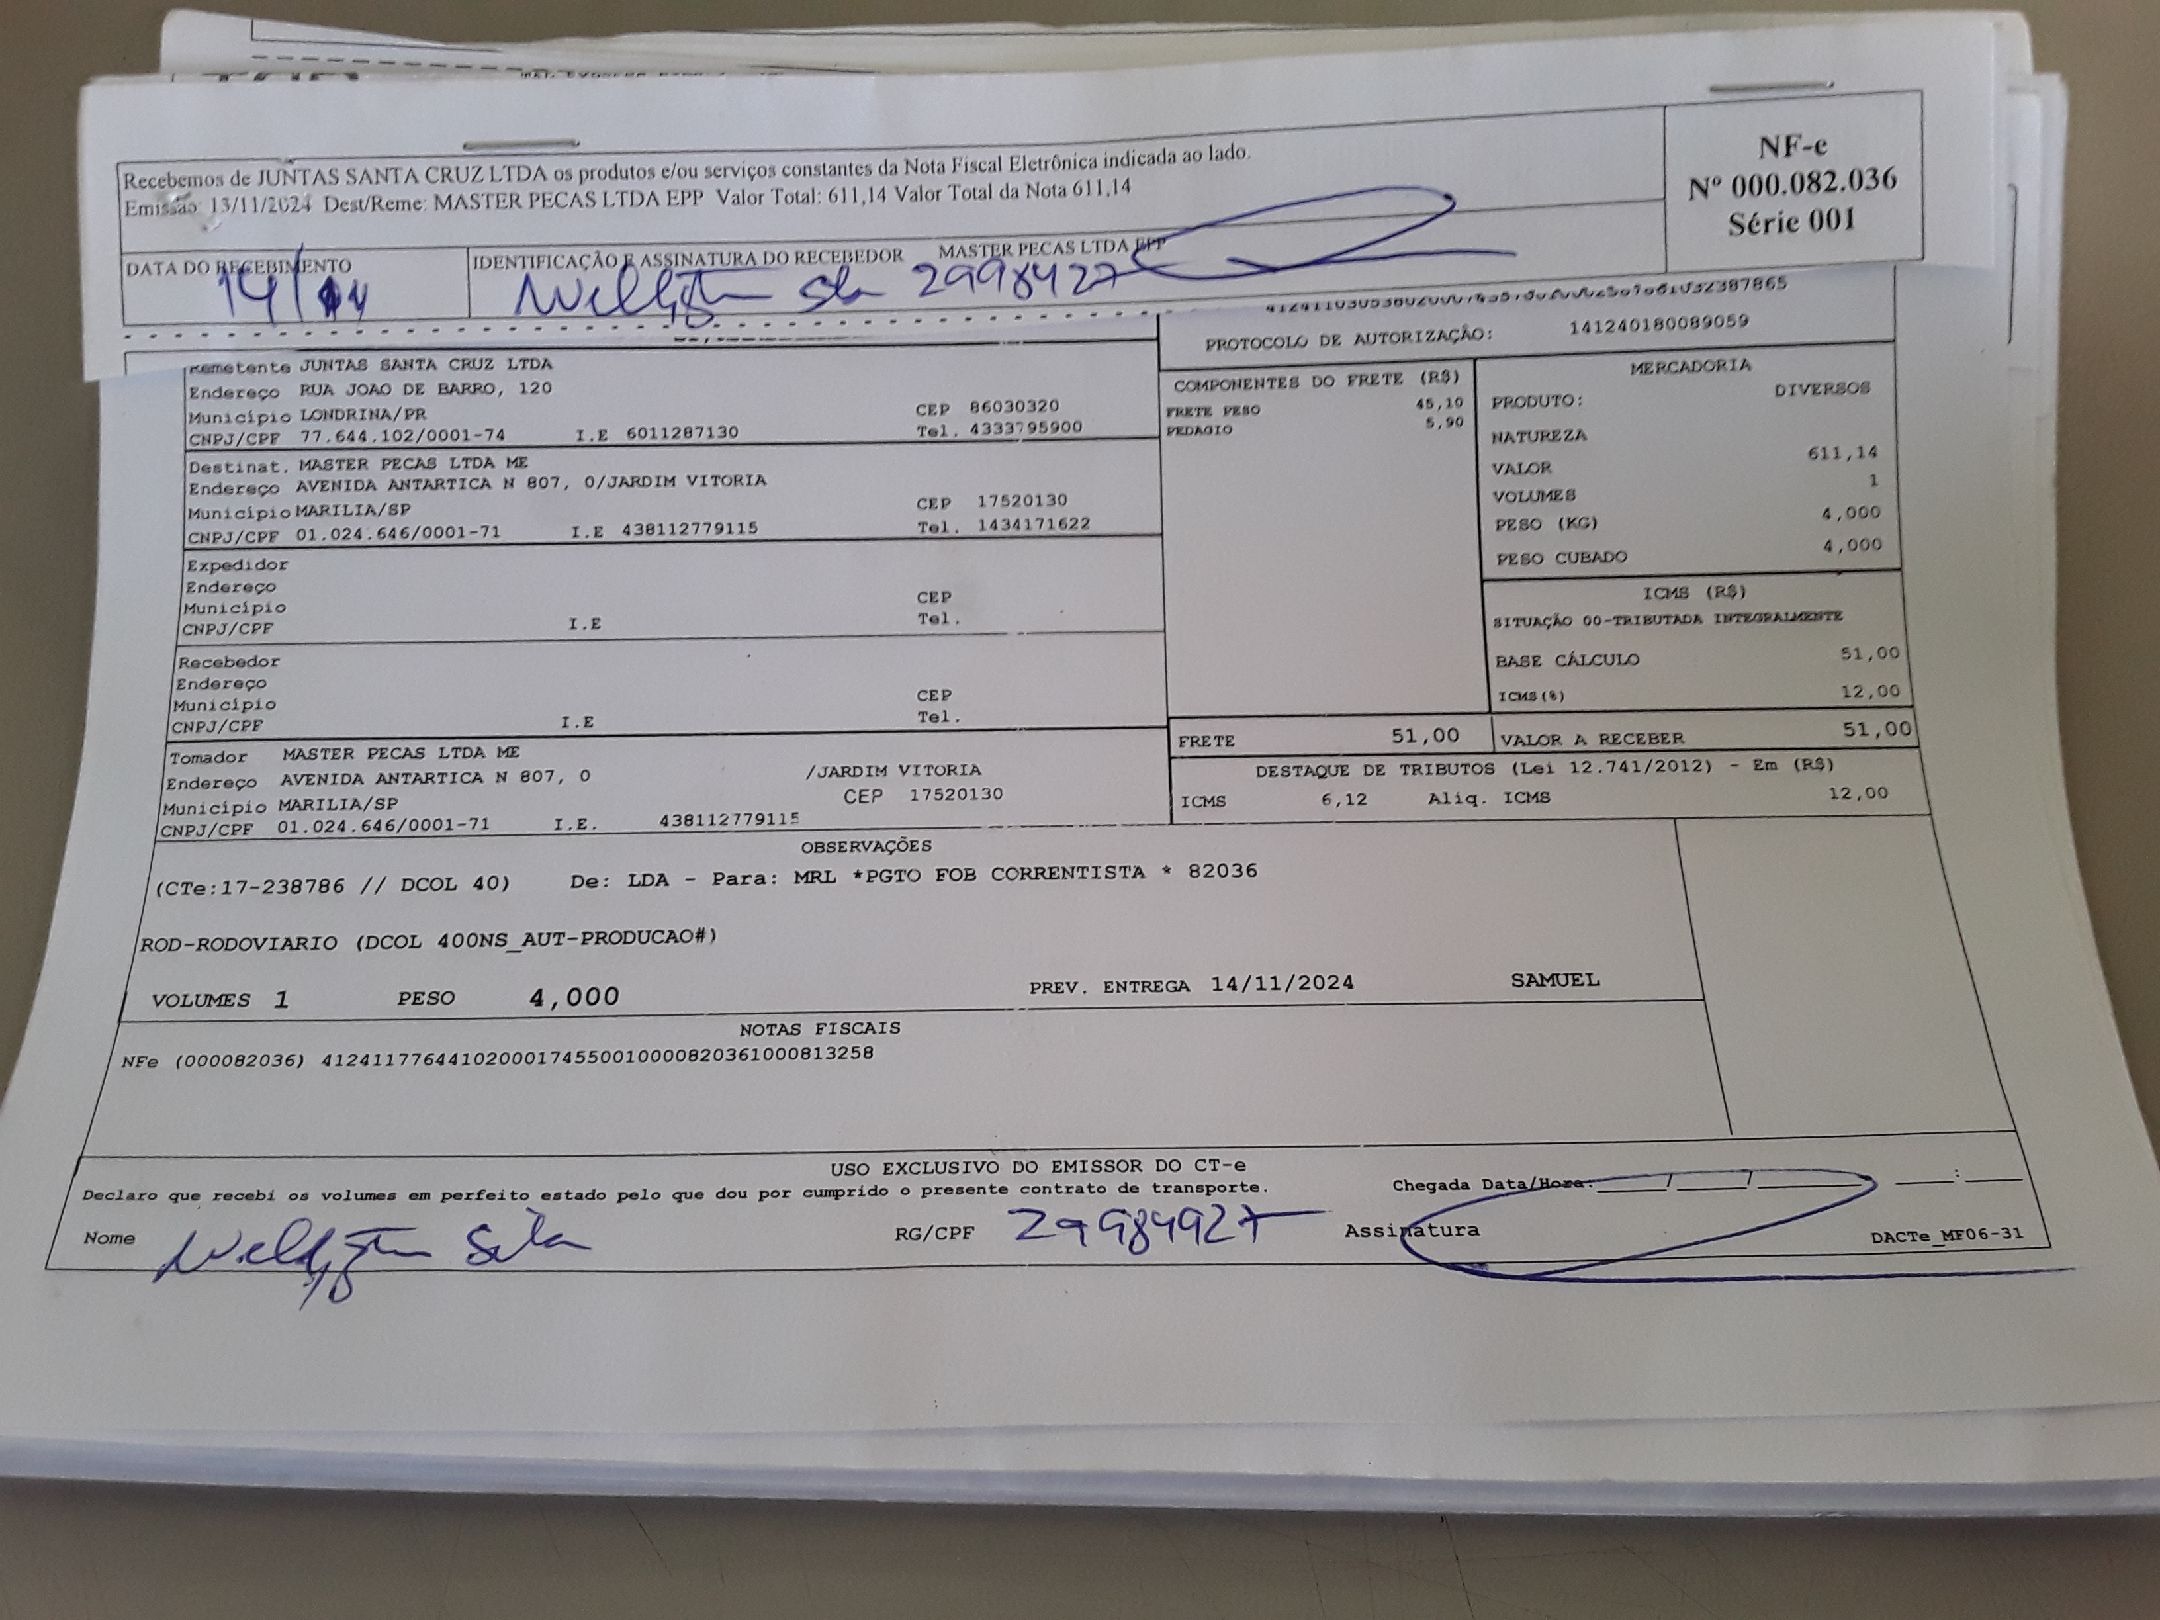 Recebemos de JUNTAS SANTA CRUZ LTDA os produtos e/ou serviços constantes da Nota Fiscal Eletrônica indicada ao lado.
Emissão: 13/11/2024 Dest/Reme: MASTER PECAS LTDA EPP Valor Total: 611,14 Valor Total da Nota 611,14
NF-e
Nº 000.082.036
Série 001
DATA DO RECEBIMENTO
14/11
IDENTIFICAÇÃO E ASSINATURA DO RECEBEDOR MASTER PECAS LTDA EPP
PROTOCOLO DE AUTORIZAÇÃO: 141240180089059
Remetente JUNTAS SANTA CRUZ LTDA
Endereço RUA JOAO DE BARRO, 120
Município LONDRINA/PR CEP 86030320
CNPJ/CPF 77.644.102/0001-74 I.E 6011287130 Tel. 4333795900
Destinat. MASTER PECAS LTDA ME
Endereço AVENIDA ANTARTICA N 807, 0/JARDIM VITORIA
Município MARILIA/SP CEP 17520130
CNPJ/CPF 01.024.646/0001-71 I.E 438112779115 Tel. 1434171622
Expedidor
Endereço
Município CEP
CNPJ/CPF I.E Tel.
Recebedor
Endereço
Município CEP
CNPJ/CPF I.E Tel.
Tomador MASTER PECAS LTDA ME
Endereço AVENIDA ANTARTICA N 807, 0 /JARDIM VITORIA
Município MARILIA/SP CEP 17520130
CNPJ/CPF 01.024.646/0001-71 I.E. 438112779115
COMPONENTES DO FRETE (R$)
FRETE PESO 45,10
PEDAGIO 5,90
MERCADORIA
PRODUTO: DIVERSOS
NATUREZA
VALOR 611,14
VOLUMES 1
PESO (KG) 4,000
PESO CUBADO 4,000
ICMS (R$)
SITUAÇÃO 00-TRIBUTADA INTEGRALMENTE
BASE CÁLCULO 51,00
ICMS(%) 12,00
FRETE 51,00 VALOR A RECEBER 51,00
DESTAQUE DE TRIBUTOS (Lei 12.741/2012) - Em (R$)
ICMS 6,12 Aliq. ICMS 12,00
OBSERVAÇÕES
(CTe:17-238786 // DCOL 40) De: LDA - Para: MRL *PGTO FOB CORRENTISTA * 82036
ROD-RODOVIARIO (DCOL 400NS_AUT-PRODUCAO#)
VOLUMES 1 PESO 4,000 PREV. ENTREGA 14/11/2024 SAMUEL
NOTAS FISCAIS
NFe (000082036) 41241177644102000174550010000820361000813258
USO EXCLUSIVO DO EMISSOR DO CT-e
Declaro que recebi os volumes em perfeito estado pelo que dou por cumprido o presente contrato de transporte. Chegada Data/Hora: ____/____/____ ____:____
Nome RG/CPF Assinatura DACTe_MF06-31